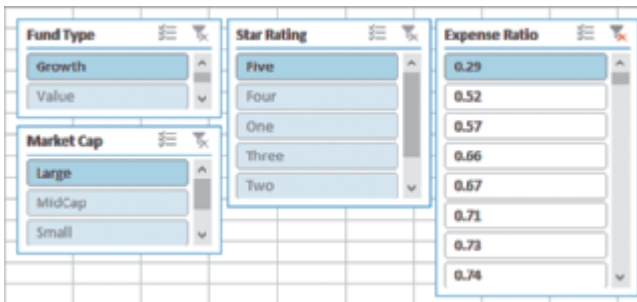 Fund Type
Growth
Value
Market Cap
Large
MidCap
Small
Star Rating
Five
Four
One
Three
Two
Expense Ratio
0.29
0.52
0.57
0.66
0.67
0.71
0.73
0.74